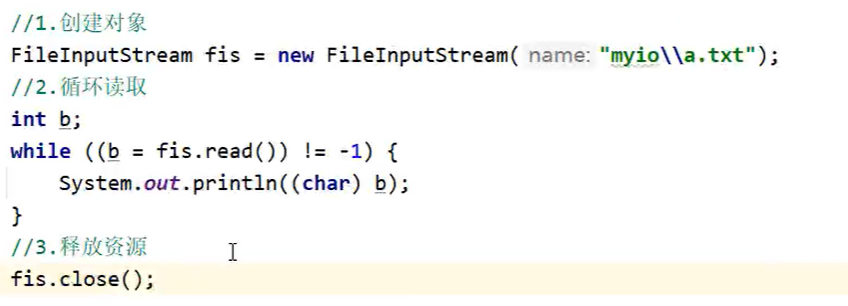 //1.创建对象
FileInputStream fis = new FileInputStream( name: "myio\\a.txt");
//2.循环读取
int b;
while ((b = fis.read()) != -1) {
    System.out.println((char) b);
}
//3.释放资源
fis.close();